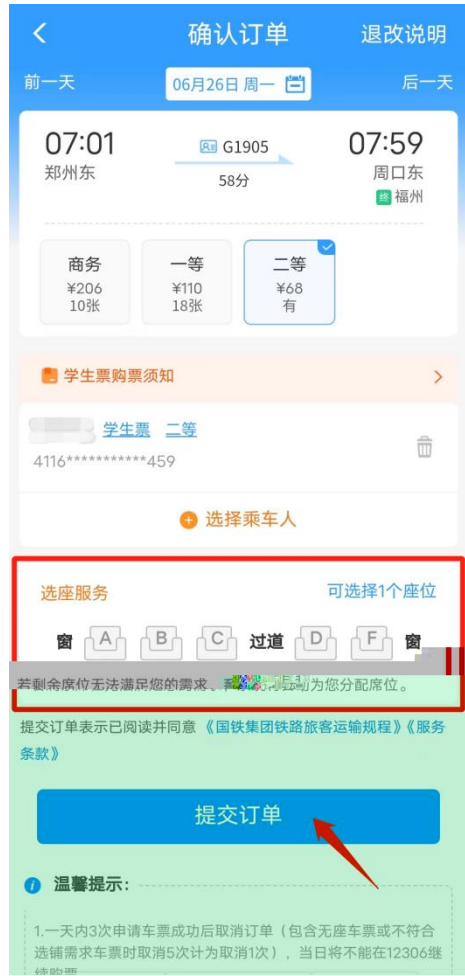 确认订单
退改说明
前一天
06月26日 周一
后一天
07:01
G1905
07:59
郑州东
58分
周口东
终 福州
商务
一等
二等
¥206
¥110
¥68
10张
18张
有
学生票购票须知
学生票 二等
4116***********459
选择乘车人
选座服务
可选择1个座位
窗 A B C 过道 D F 窗
若剩余席位无法满足您的需求、 为您分配席位。
提交订单表示已阅读并同意 《国铁集团铁路旅客运输规程》《服务
条款》
提交订单
温馨提示:
1.一天内3次申请车票成功后取消订单(包含无座车票或不符合
选铺需求车票时取消5次计为取消1次),当日将不能在12306继
续购票